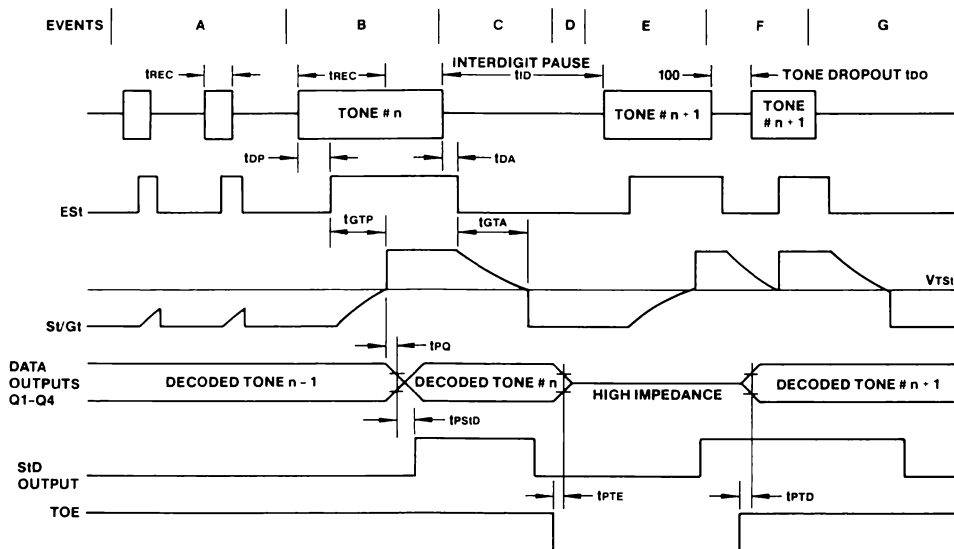 EVENTS A B C D E F G
INTERDIGIT PAUSE
tREC tREC tID 100 TONE DROPOUT tDO
TONE # n TONE # n + 1 TONE
# n + 1
tDP tDA
ESt
tGTP tGTA
VTSt
St/Gt
tPQ
DATA
OUTPUTS
Q1-Q4
DECODED TONE n - 1 DECODED TONE # n HIGH IMPEDANCE DECODED TONE # n + 1
tPStD
StD
OUTPUT
tPTE tPTD
TOE